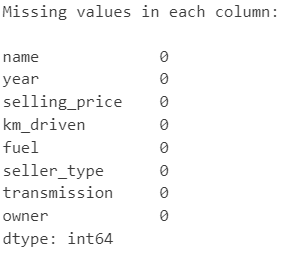 Missing values in each column:
name 0
year 0
selling_price 0
km_driven 0
fuel 0
seller_type 0
transmission 0
owner 0
dtype: int64